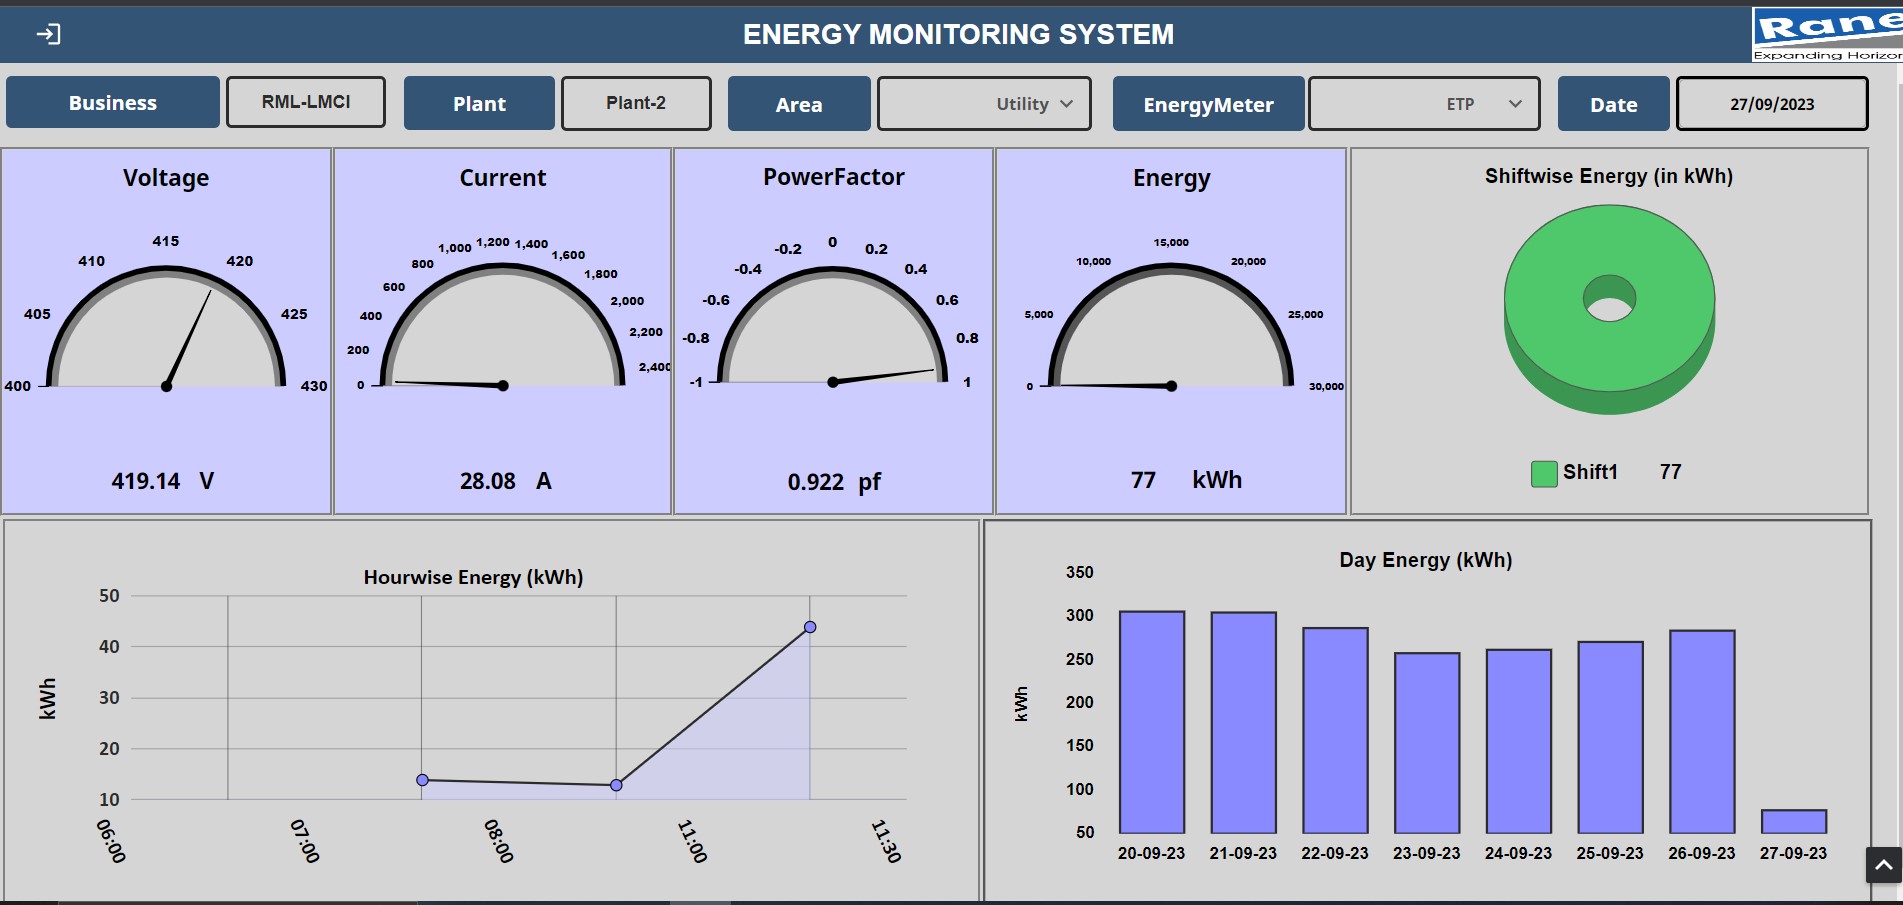 ENERGY MONITORING SYSTEM
Rane
Expanding Horizon
Business
RML-LMCI
Plant
Plant-2
Area
Utility
EnergyMeter
ETP
Date
27/09/2023
Voltage
400
405
410
415
420
425
430
419.14 V
Current
0
200
400
600
800
1,000
1,200
1,400
1,600
1,800
2,000
2,200
2,400
28.08 A
PowerFactor
-1
-0.8
-0.6
-0.4
-0.2
0
0.2
0.4
0.6
0.8
1
0.922 pf
Energy
0
5,000
10,000
15,000
20,000
25,000
30,000
77 kWh
Shiftwise Energy (in kWh)
Shift1 77
Hourwise Energy (kWh)
kWh
50
40
30
20
10
06:00
07:00
08:00
11:00
11:30
Day Energy (kWh)
kWh
350
300
250
200
150
100
50
20-09-23
21-09-23
22-09-23
23-09-23
24-09-23
25-09-23
26-09-23
27-09-23